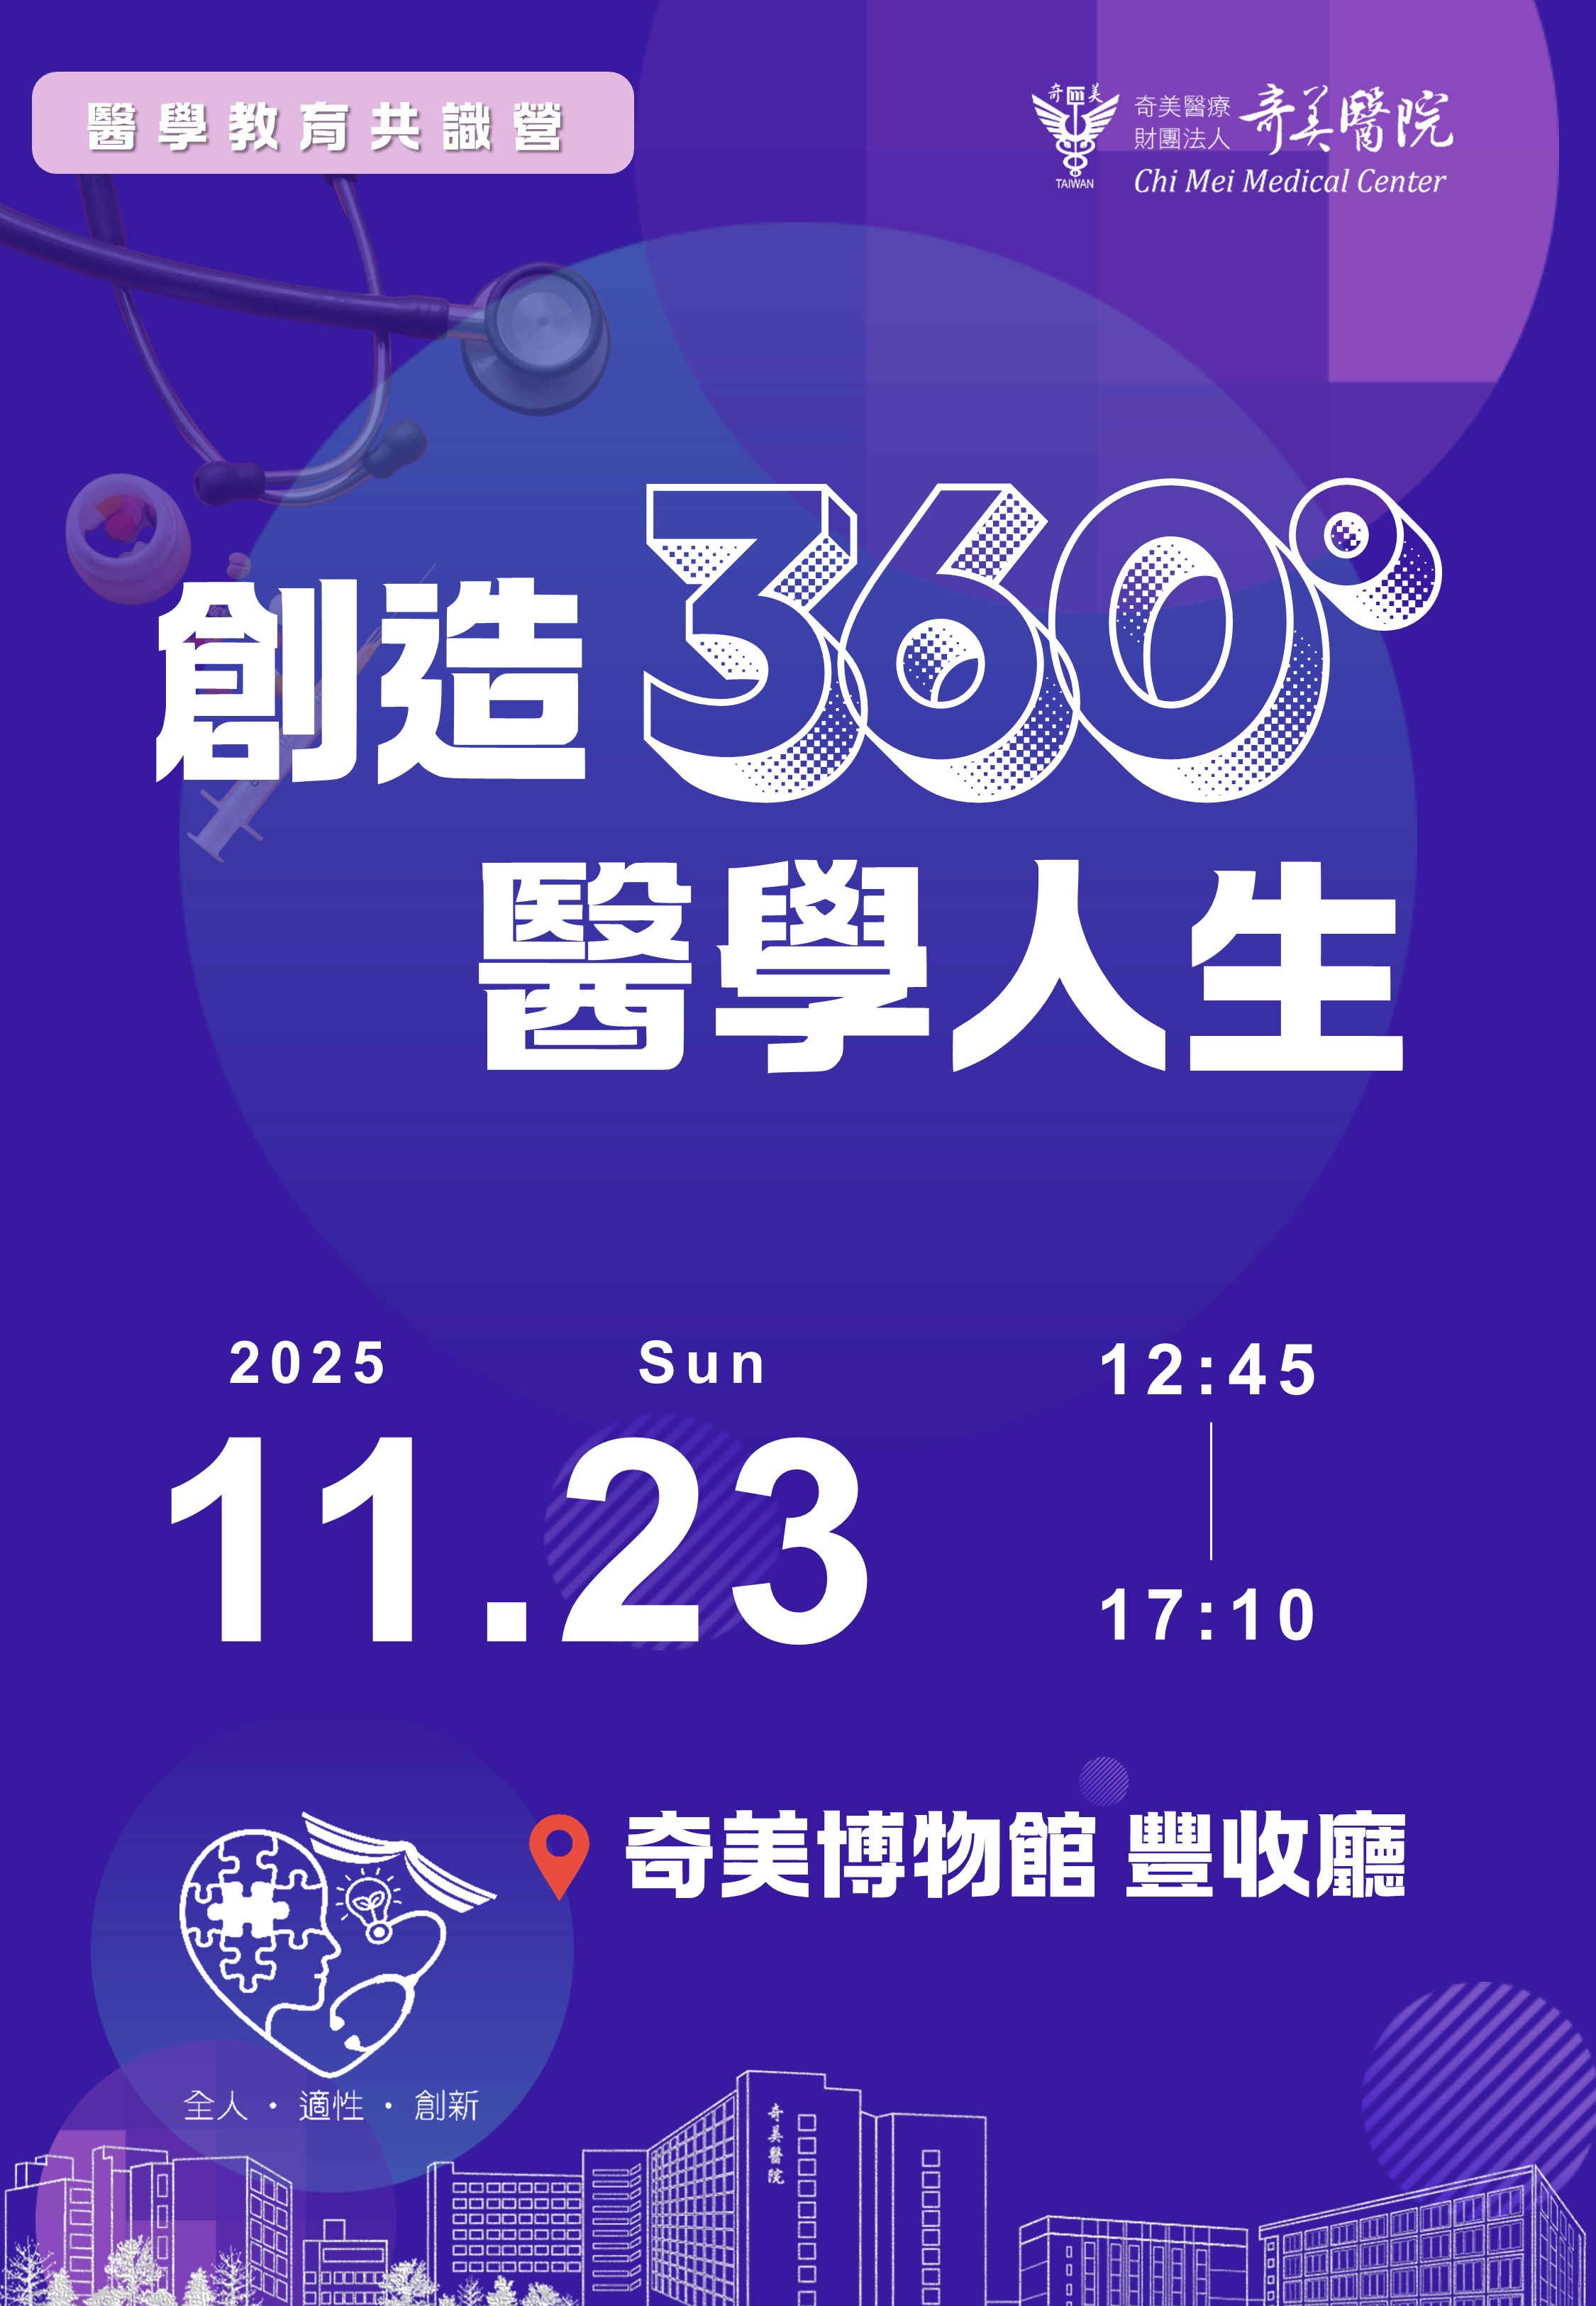 醫學教育共識營
奇美
TAIWAN
奇美醫療
財團法人
奇美醫院
Chi Mei Medical Center
創造360°
醫學人生
2025 Sun
11.23
12:45
17:10
奇美博物館 豐收廳
全人・適性・創新
奇美醫院